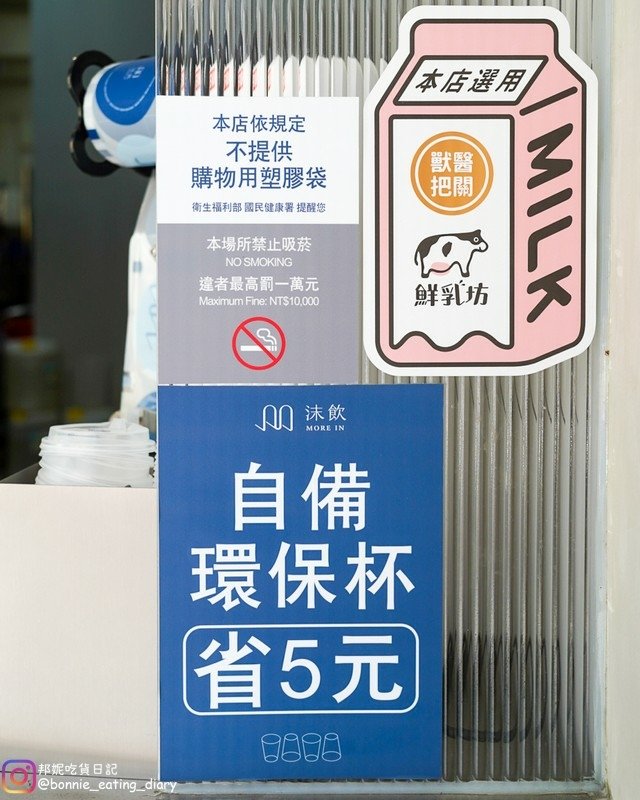 本店依規定
不提供
購物用塑膠袋
衛生福利部 國民健康署 提醒您
本場所禁止吸菸
NO SMOKING
違者最高罰一萬元
Maximum Fine: NT$10,000
本店選用
獸醫
把關
鮮乳坊
MILK
沫飲
MORE IN
自備
環保杯
省5元
邦妮吃貨日記
@bonnie_eating_diary